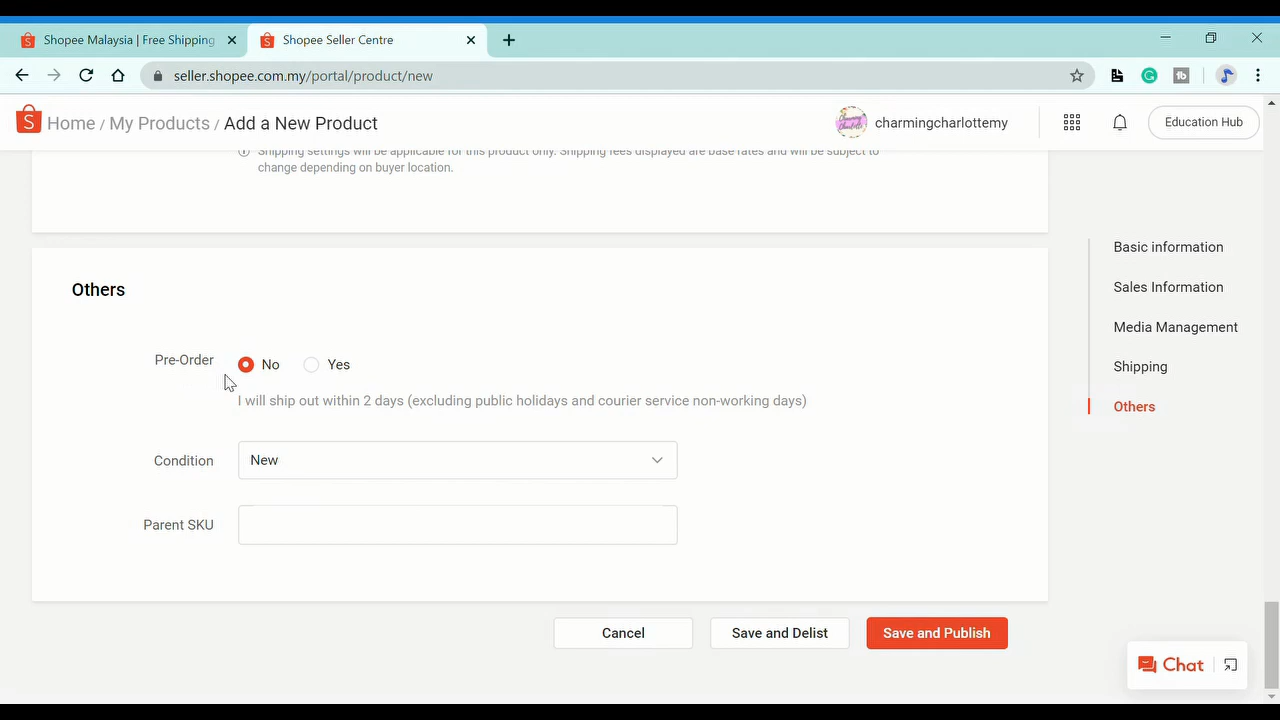 Shopee Malaysia | Free Shipping
Shopee Seller Centre
seller.shopee.com.my/portal/product/new
Home / My Products / Add a New Product
charmingcharlottemy
Education Hub
Shipping settings will be applicable for this product only. Shipping fees displayed are base rates and will be subject to
change depending on buyer location.
Basic information
Sales Information
Media Management
Shipping
Others
Others
Pre-Order
No
Yes
I will ship out within 2 days (excluding public holidays and courier service non-working days)
Condition
New
Parent SKU
Cancel
Save and Delist
Save and Publish
Chat